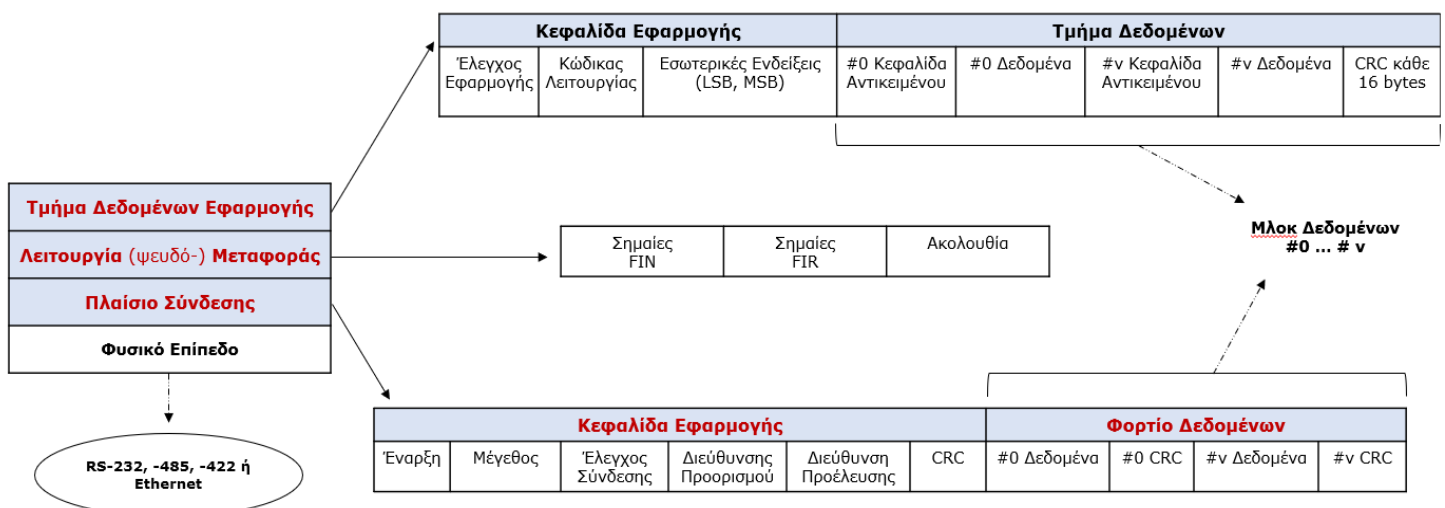 Κεφαλίδα Εφαρμογής
Τμήμα Δεδομένων
Έλεγχος Εφαρμογής
Κώδικας Λειτουργίας
Εσωτερικές Ενδείξεις (LSB, MSB)
#0 Κεφαλίδα Αντικειμένου
#0 Δεδομένα
#ν Κεφαλίδα Αντικειμένου
#ν Δεδομένα
CRC κάθε 16 bytes
Τμήμα Δεδομένων Εφαρμογής
Λειτουργία (ψευδό-) Μεταφοράς
Πλαίσιο Σύνδεσης
Φυσικό Επίπεδο
Σημαίες FIN
Σημαίες FIR
Ακολουθία
Μλοκ Δεδομένων
#0 ... # ν
RS-232, -485, -422 ή
Ethernet
Κεφαλίδα Εφαρμογής
Φορτίο Δεδομένων
Έναρξη
Μέγεθος
Έλεγχος Σύνδεσης
Διεύθυνσης Προορισμού
Διεύθυνση Προέλευσης
CRC
#0 Δεδομένα
#0 CRC
#ν Δεδομένα
#ν CRC